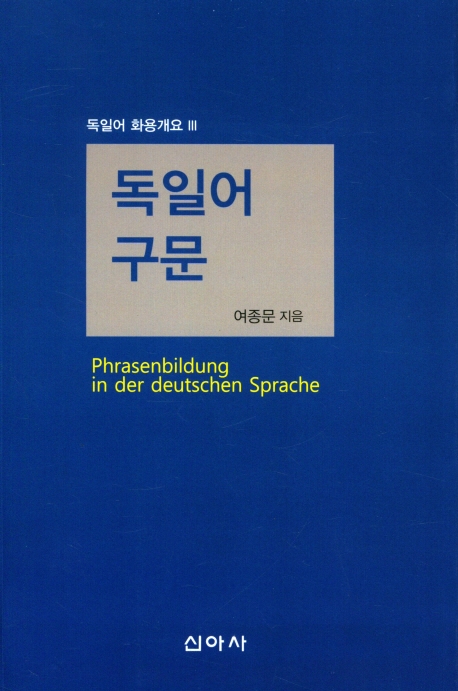 독일어 화용개요 III
독일어
구문
여종문 지음
Phrasenbildung
in der deutschen Sprache
신아사